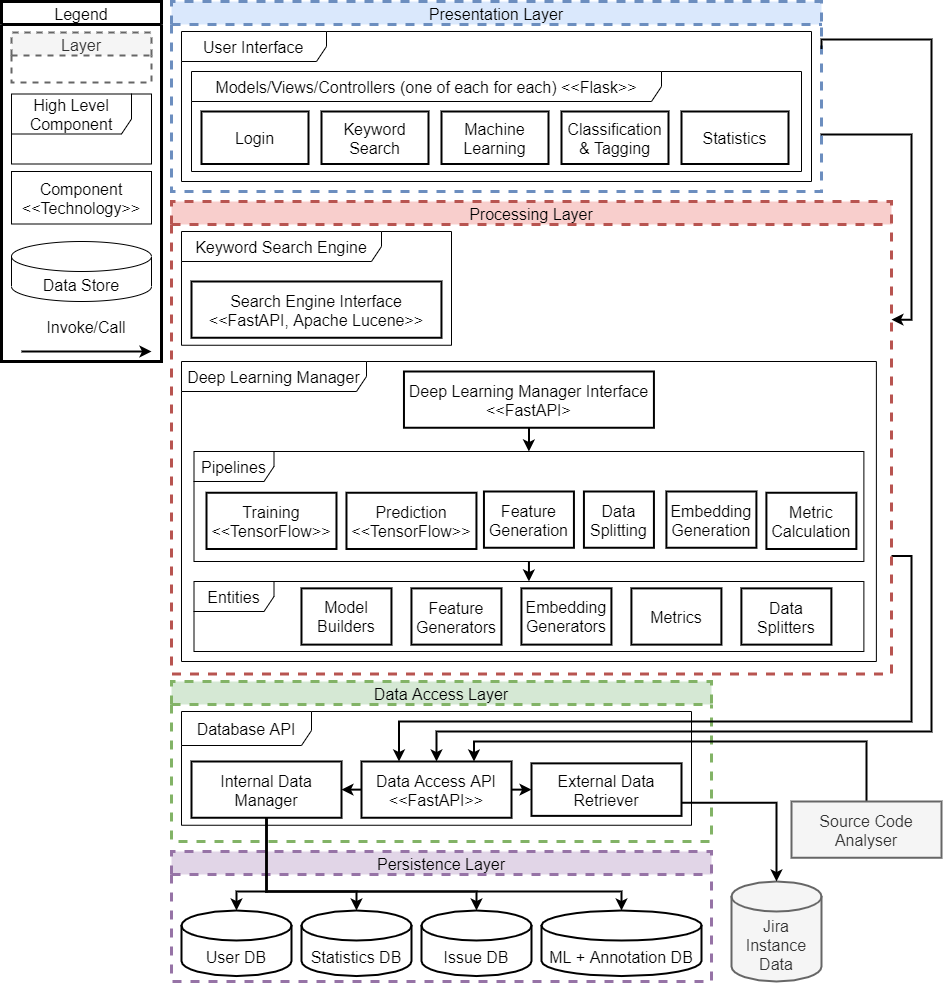 Legend
Layer
High Level
Component
Component
<<Technology>>
Data Store
Invoke/Call
Presentation Layer
User Interface
Models/Views/Controllers (one of each for each) <<Flask>>
Login
Keyword
Search
Machine
Learning
Classification
& Tagging
Statistics
Processing Layer
Keyword Search Engine
Search Engine Interface
<<FastAPI, Apache Lucene>>
Deep Learning Manager
Deep Learning Manager Interface
<<FastAPI>
Pipelines
Training
<<TensorFlow>>
Prediction
<<TensorFlow>>
Feature
Generation
Data
Splitting
Embedding
Generation
Metric
Calculation
Entities
Model
Builders
Feature
Generators
Embedding
Generators
Metrics
Data
Splitters
Data Access Layer
Database API
Internal Data
Manager
Data Access API
<<FastAPI>>
External Data
Retriever
Source Code
Analyser
Persistence Layer
User DB
Statistics DB
Issue DB
ML + Annotation DB
Jira
Instance
Data